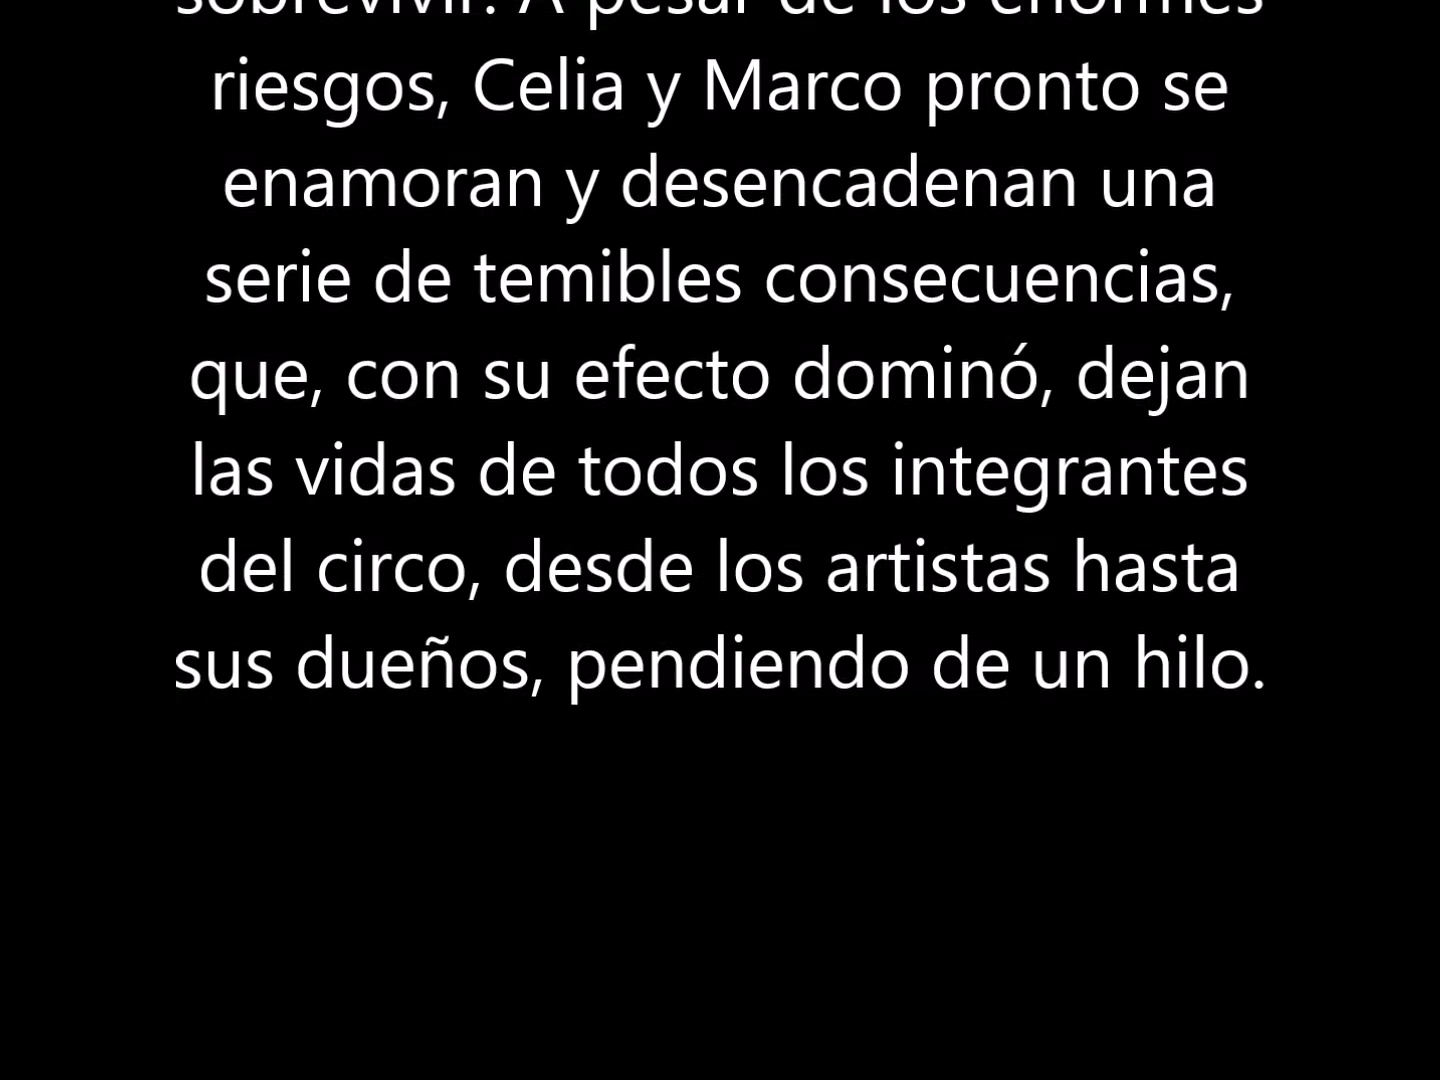 sobrevivir. A pesar de los enormes
riesgos, Celia y Marco pronto se
enamoran y desencadenan una
serie de temibles consecuencias,
que, con su efecto dominó, dejan
las vidas de todos los integrantes
del circo, desde los artistas hasta
sus dueños, pendiendo de un hilo.